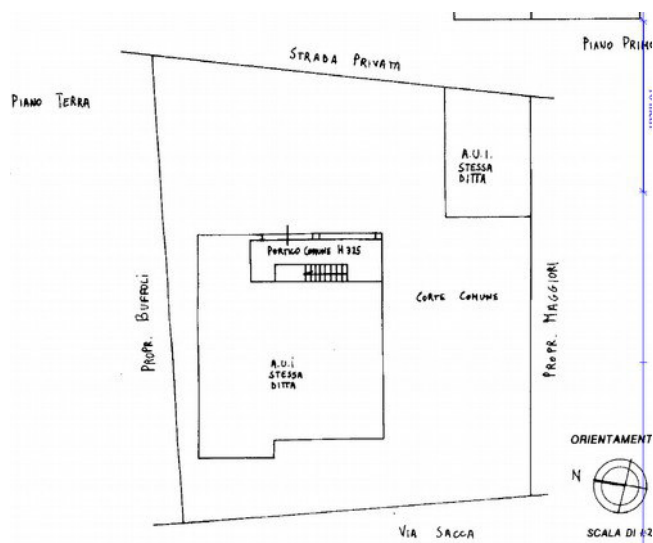 STRADA PRIVATA
PIANO PRIMO
PIANO TERRA
A.U.I.
STESSA
DITTA
PORTICO COMUNE H 325
CORTE COMUNE
PROPR. BUFFOLI
PROPR. MAGGIORI
A.U.i
STESSA
DITTA
ORIENTAMENT
N
VIA SACCA
SCALA DI